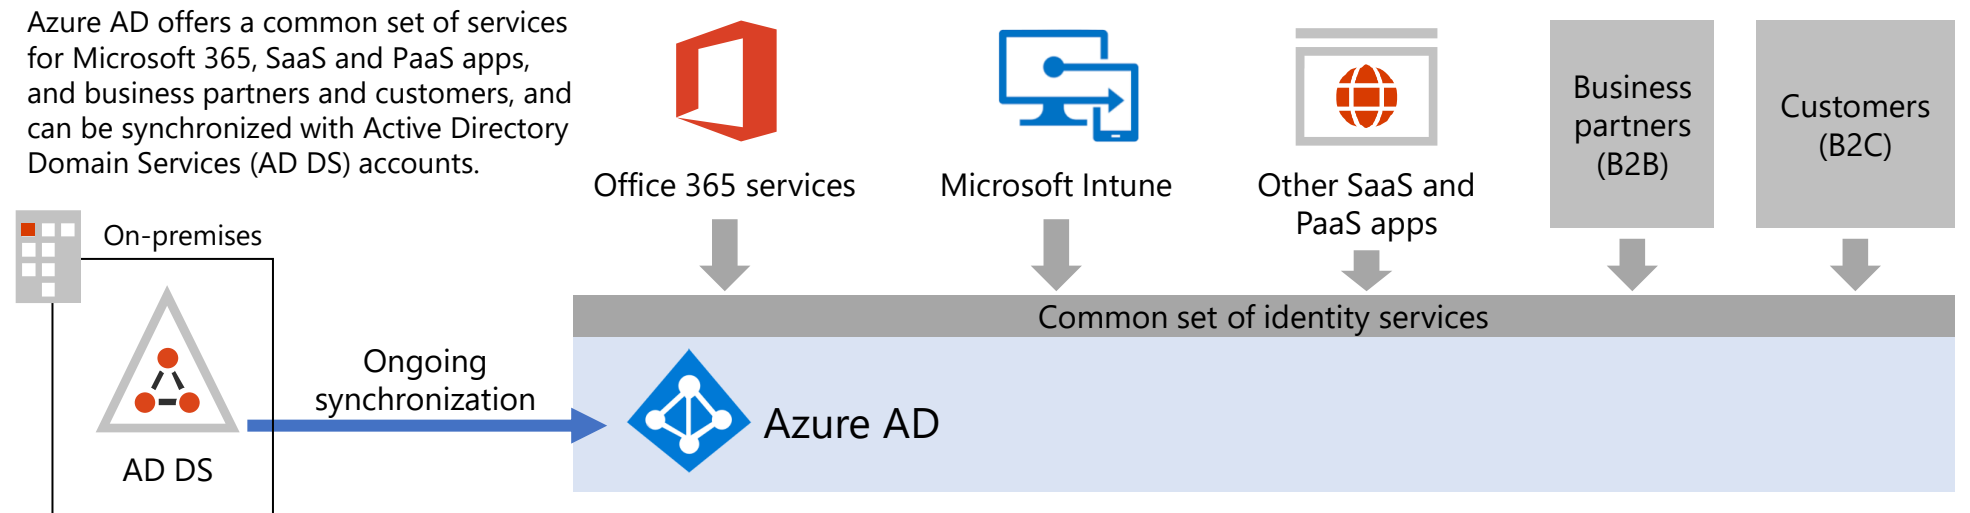 Azure AD offers a common set of services
for Microsoft 365, SaaS and PaaS apps,
and business partners and customers, and
can be synchronized with Active Directory
Domain Services (AD DS) accounts.
Office 365 services
Microsoft Intune
Other SaaS and
PaaS apps
Business
partners
(B2B)
Customers
(B2C)
On-premises
Common set of identity services
Ongoing
synchronization
Azure AD
AD DS